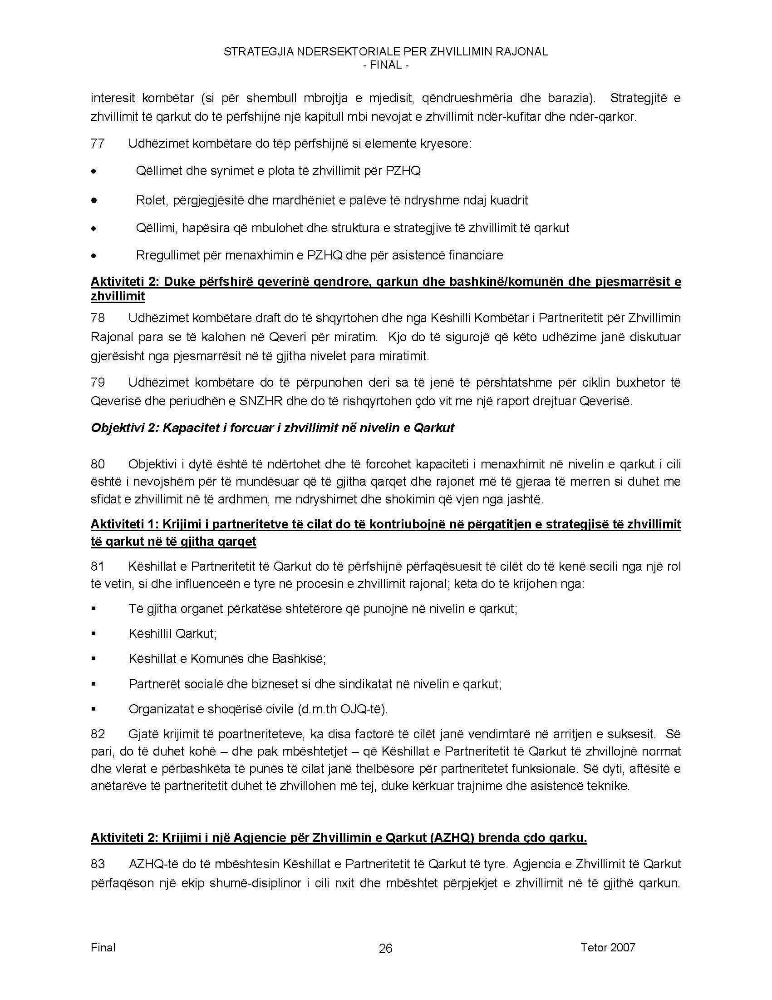 STRATEGJIA NDERSEKTORIALE PER ZHVILLIMIN RAJONAL
- FINAL -
interesit kombëtar (si për shembull mbrojtja e mjedisit, qëndrueshmëria dhe barazia). Strategjitë e
zhvillimit të qarkut do të përfshijnë një kapitull mbi nevojat e zhvillimit ndër-kufitar dhe ndër-qarkor.
77 Udhëzimet kombëtare do tëp përfshijnë si elemente kryesore:
• Qëllimet dhe synimet e plota të zhvillimit për PZHQ
• Rolet, përgjegjësitë dhe mardhëniet e palëve të ndryshme ndaj kuadrit
• Qëllimi, hapësira që mbulohet dhe struktura e strategjive të zhvillimit të qarkut
• Rregullimet për menaxhimin e PZHQ dhe për asistencë financiare
Aktiviteti 2: Duke përfshirë qeverinë qendrore, qarkun dhe bashkinë/komunën dhe pjesmarrësit e
zhvillimit
78 Udhëzimet kombëtare draft do të shqyrtohen dhe nga Këshilli Kombëtar i Partneritetit për Zhvillimin
Rajonal para se të kalohen në Qeveri për miratim. Kjo do të sigurojë që këto udhëzime janë diskutuar
gjerësisht nga pjesmarrësit në të gjitha nivelet para miratimit.
79 Udhëzimet kombëtare do të përpunohen deri sa të jenë të përshtatshme për ciklin buxhetor të
Qeverisë dhe periudhën e SNZHR dhe do të rishqyrtohen çdo vit me një raport drejtuar Qeverisë.
Objektivi 2: Kapacitet i forcuar i zhvillimit në nivelin e Qarkut
80 Objektivi i dytë është të ndërtohet dhe të forcohet kapaciteti i menaxhimit në nivelin e qarkut i cili
është i nevojshëm për të mundësuar që të gjitha qarqet dhe rajonet më të gjeraa të merren si duhet me
sfidat e zhvillimit në të ardhmen, me ndryshimet dhe shokimin që vjen nga jashtë.
Aktiviteti 1: Krijimi i partneritetve të cilat do të kontriubojnë në përgatitjen e strategjisë të zhvillimit
të qarkut në të gjitha qarqet
81 Këshillat e Partneritetit të Qarkut do të përfshijnë përfaqësuesit të cilët do të kenë secili nga një rol
të vetin, si dhe influenceën e tyre në procesin e zhvillimit rajonal; këta do të krijohen nga:
▪ Të gjitha organet përkatëse shtetërore që punojnë në nivelin e qarkut;
▪ KëshilliI Qarkut;
▪ Këshillat e Komunës dhe Bashkisë;
▪ Partnerët socialë dhe bizneset si dhe sindikatat në nivelin e qarkut;
▪ Organizatat e shoqërisë civile (d.m.th OJQ-të).
82 Gjatë krijimit të poartneriteteve, ka disa factorë të cilët janë vendimtarë në arritjen e suksesit. Së
pari, do të duhet kohë – dhe pak mbështetjet – që Këshillat e Partneritetit të Qarkut të zhvillojnë normat
dhe vlerat e përbashkëta të punës të cilat janë thelbësore për partneritetet funksionale. Së dyti, aftësitë e
anëtarëve të partneritetit duhet të zhvillohen më tej, duke kërkuar trajnime dhe asistencë teknike.
Aktiviteti 2: Krijimi i një Agjencie për Zhvillimin e Qarkut (AZHQ) brenda çdo qarku.
83 AZHQ-të do të mbështesin Këshillat e Partneritetit të Qarkut të tyre. Agjencia e Zhvillimit të Qarkut
përfaqëson një ekip shumë-disiplinor i cili nxit dhe mbështet përpjekjet e zhvillimit në të gjithë qarkun.
Final 26 Tetor 2007